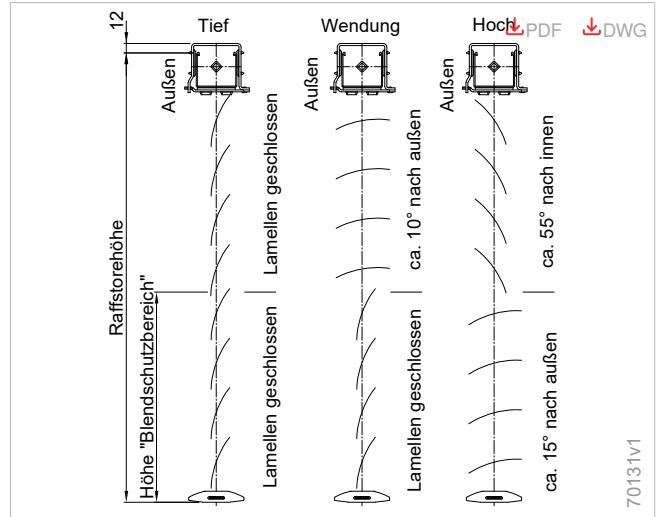 12
Tief
Wendung
Hoch
PDF
DWG
Außen
Außen
Außen
Raffstorehöhe
Höhe "Blendschutzbereich"
Lamellen geschlossen
Lamellen geschlossen
ca. 10° nach außen
Lamellen geschlossen
ca. 55° nach innen
ca. 15° nach außen
70131v1